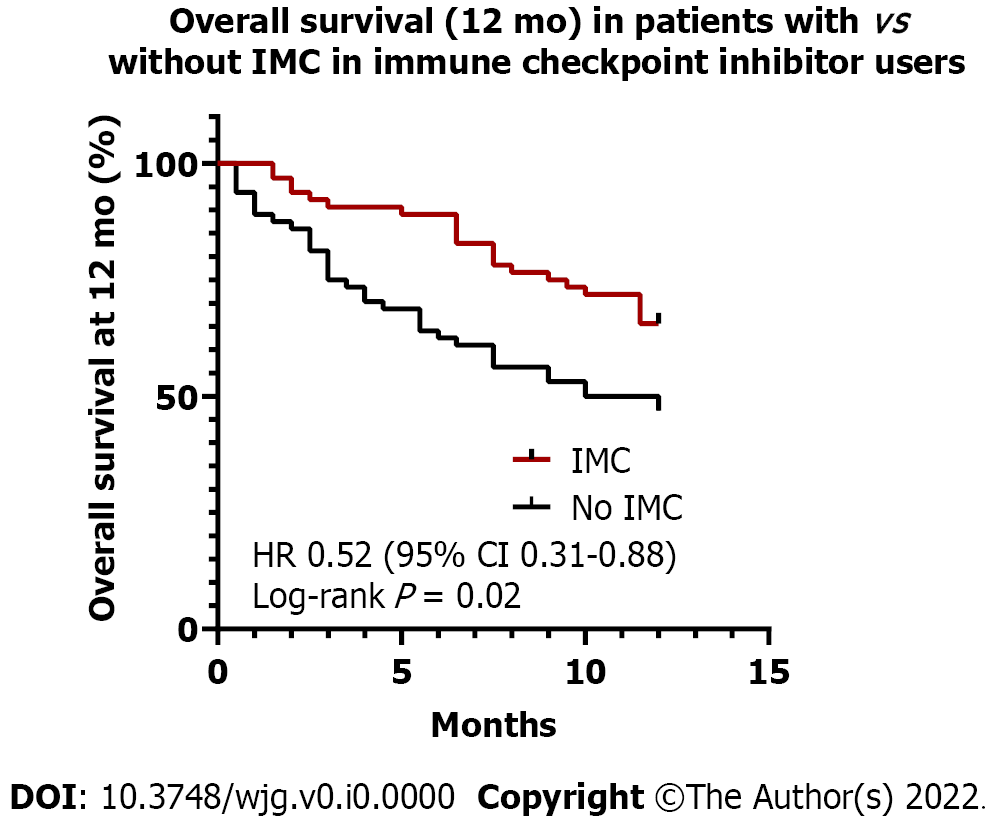 Overall survival (12 mo) in patients with vs
without IMC in immune checkpoint inhibitor users
Overall survival at 12 mo (%)
100
50
0
IMC
No IMC
HR 0.52 (95% CI 0.31-0.88)
Log-rank P = 0.02
0 5 10 15
Months
DOI: 10.3748/wjg.v0.i0.0000 Copyright ©The Author(s) 2022.